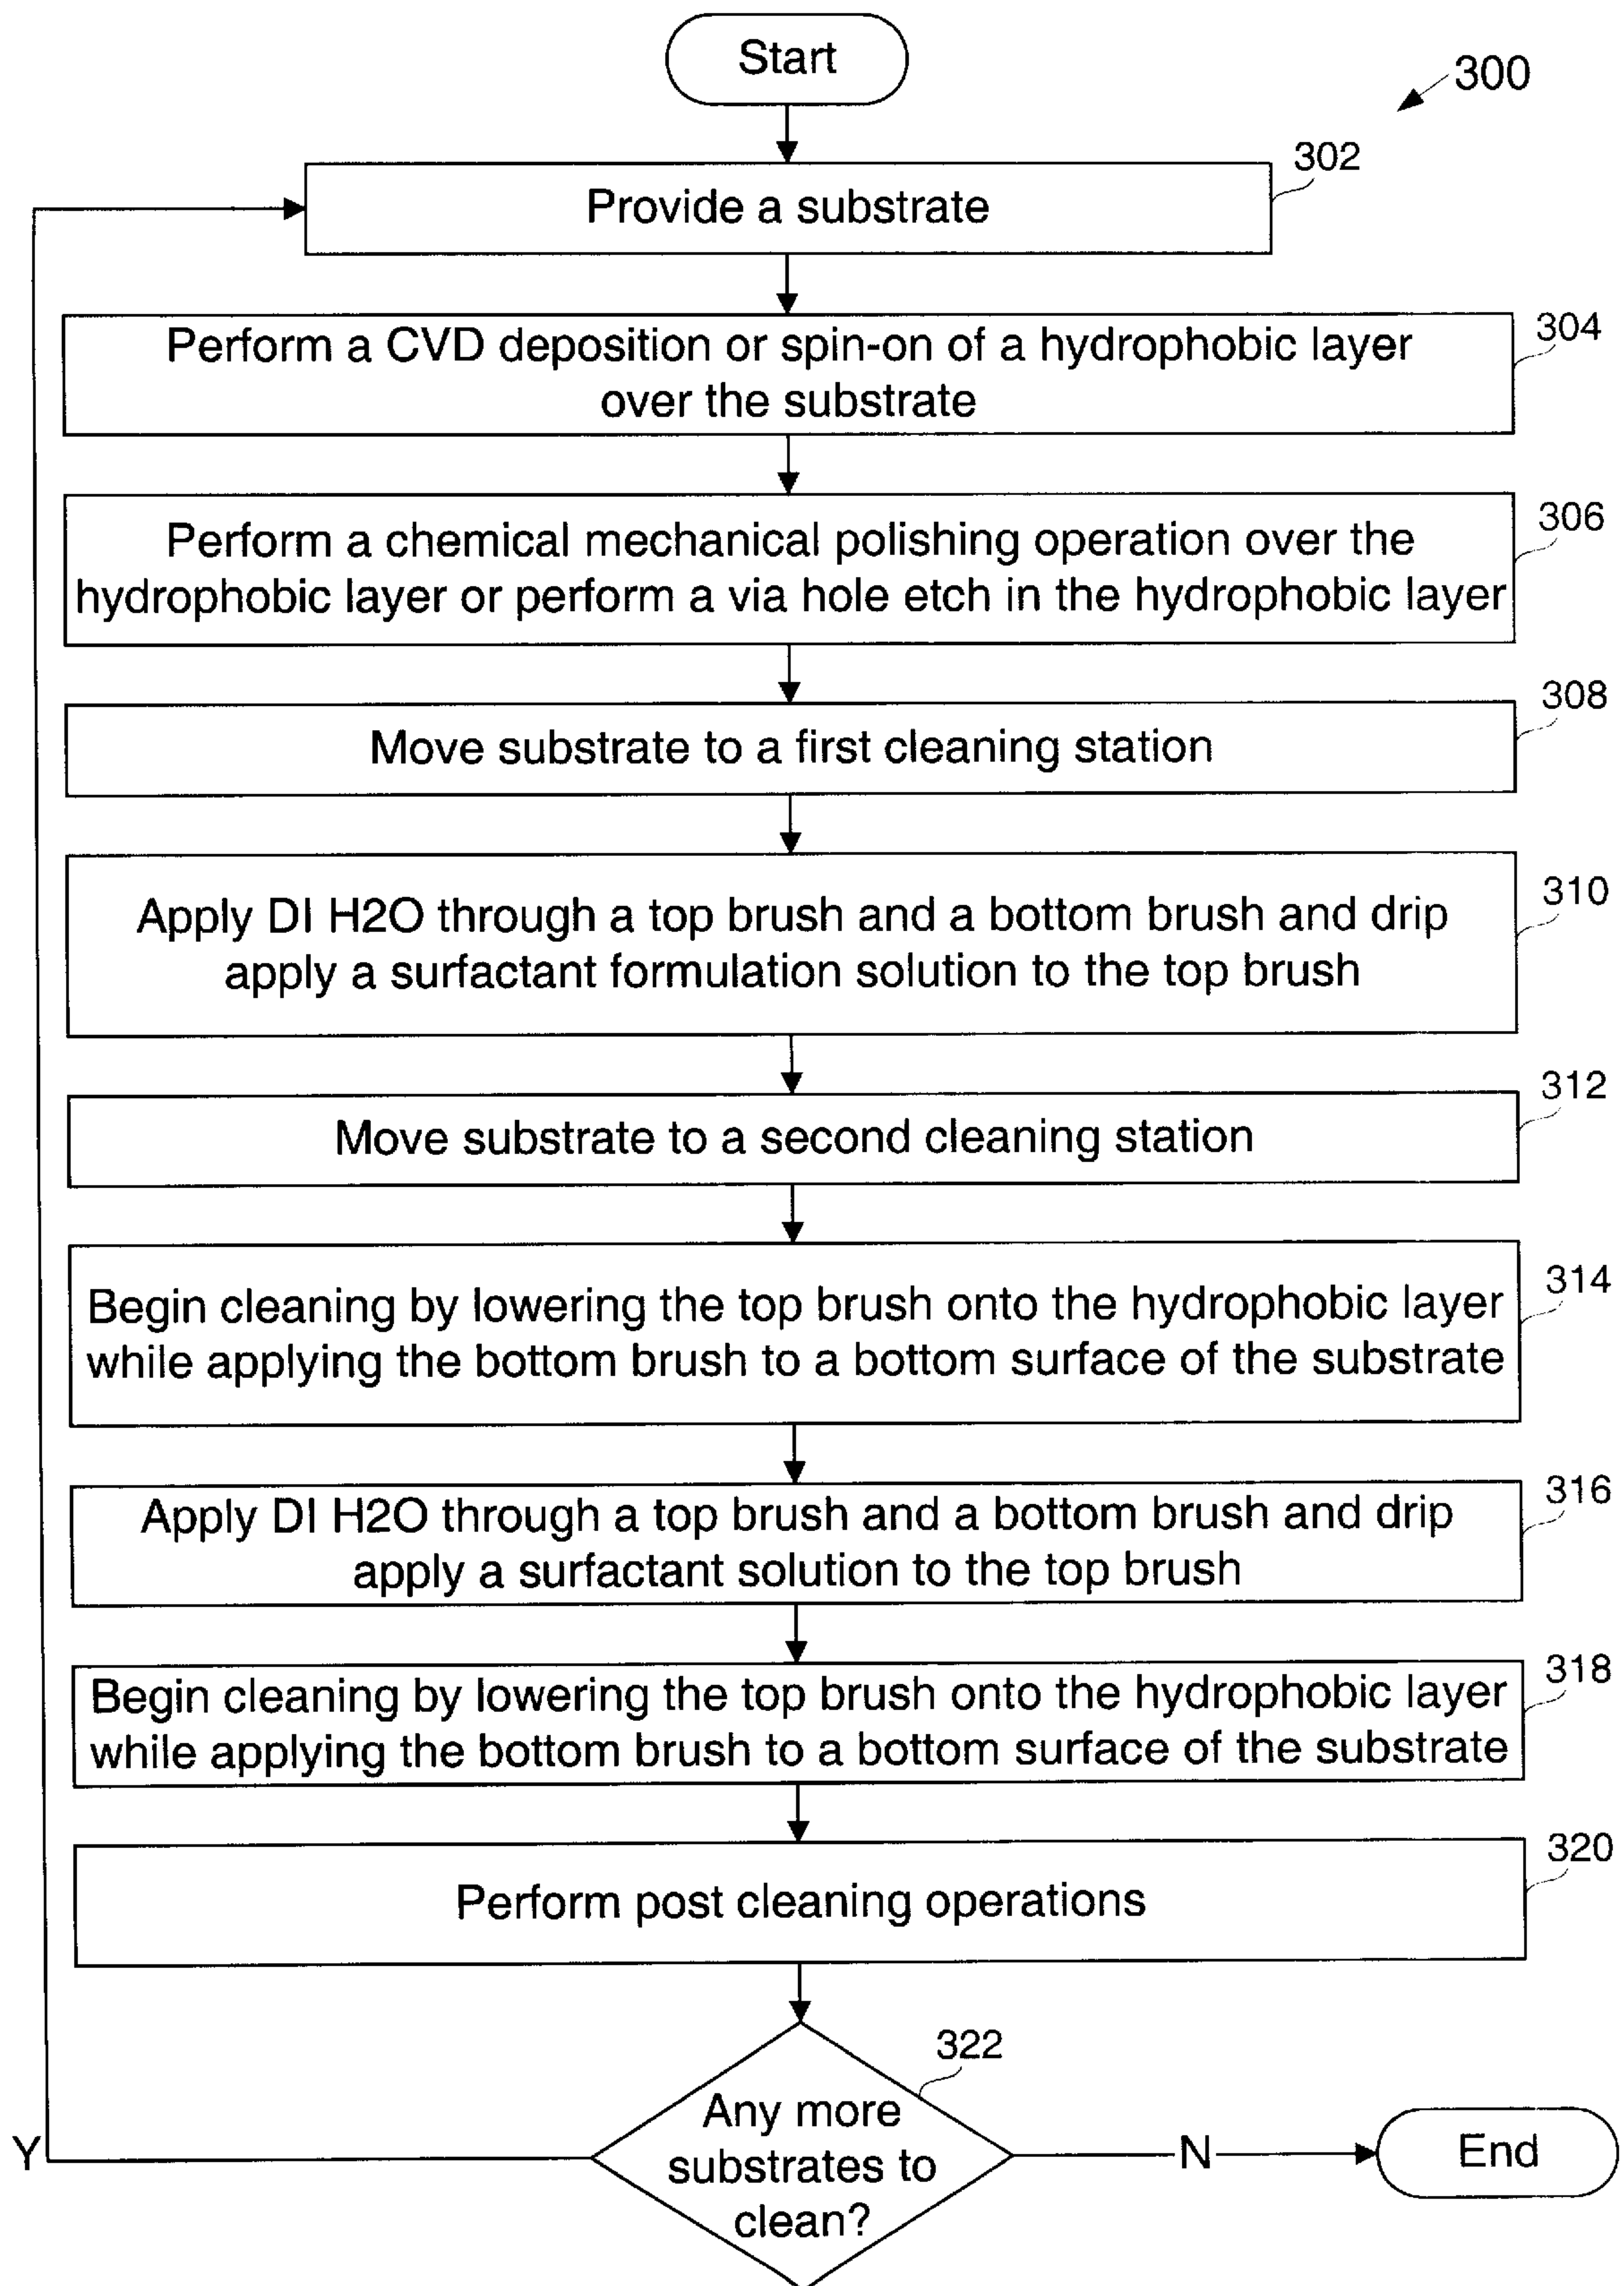 Start
300
302
Provide a substrate
304
Perform a CVD deposition or spin-on of a hydrophobic layer
over the substrate
306
Perform a chemical mechanical polishing operation over the
hydrophobic layer or perform a via hole etch in the hydrophobic layer
308
Move substrate to a first cleaning station
310
Apply DI H2O through a top brush and a bottom brush and drip
apply a surfactant formulation solution to the top brush
312
Move substrate to a second cleaning station
314
Begin cleaning by lowering the top brush onto the hydrophobic layer
while applying the bottom brush to a bottom surface of the substrate
316
Apply DI H2O through a top brush and a bottom brush and drip
apply a surfactant solution to the top brush
318
Begin cleaning by lowering the top brush onto the hydrophobic layer
while applying the bottom brush to a bottom surface of the substrate
320
Perform post cleaning operations
322
Any more
substrates to
clean?
Y
N
End